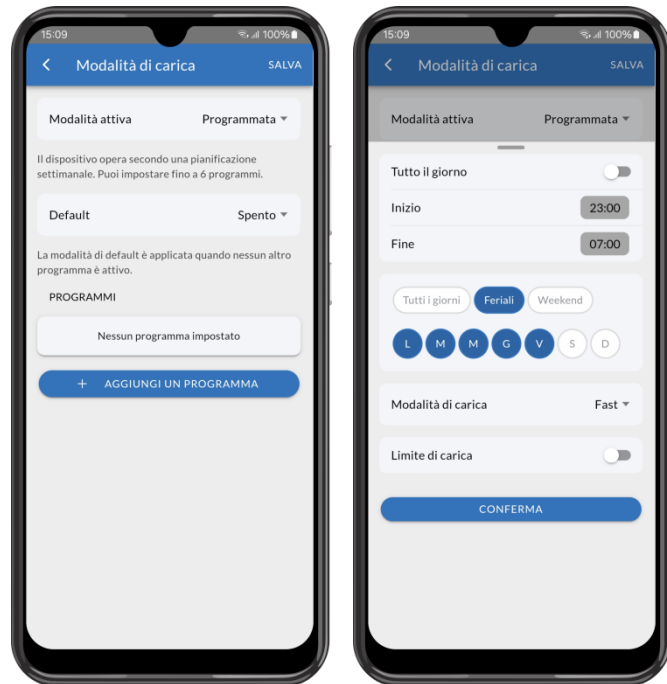 15:09 100%
Modalità di carica SALVA
Modalità attiva Programmata
Il dispositivo opera secondo una pianificazione
settimanale. Puoi impostare fino a 6 programmi.
Default Spento
La modalità di default è applicata quando nessun altro
programma è attivo.
PROGRAMMI
Nessun programma impostato
+ AGGIUNGI UN PROGRAMMA
15:09 100%
Modalità di carica SALVA
Modalità attiva Programmata
Tutto il giorno
Inizio 23:00
Fine 07:00
Tutti i giorni Feriali Weekend
L M M G V S D
Modalità di carica Fast
Limite di carica
CONFERMA